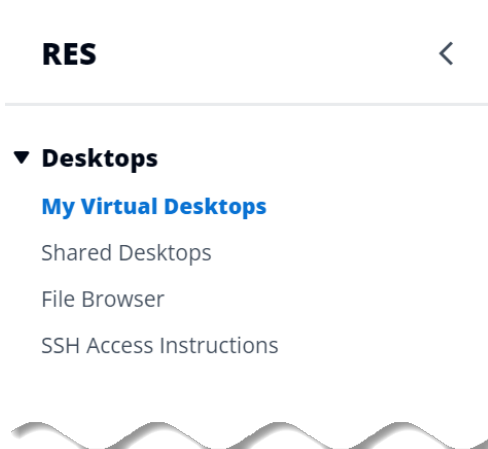 RES
Desktops
My Virtual Desktops
Shared Desktops
File Browser
SSH Access Instructions